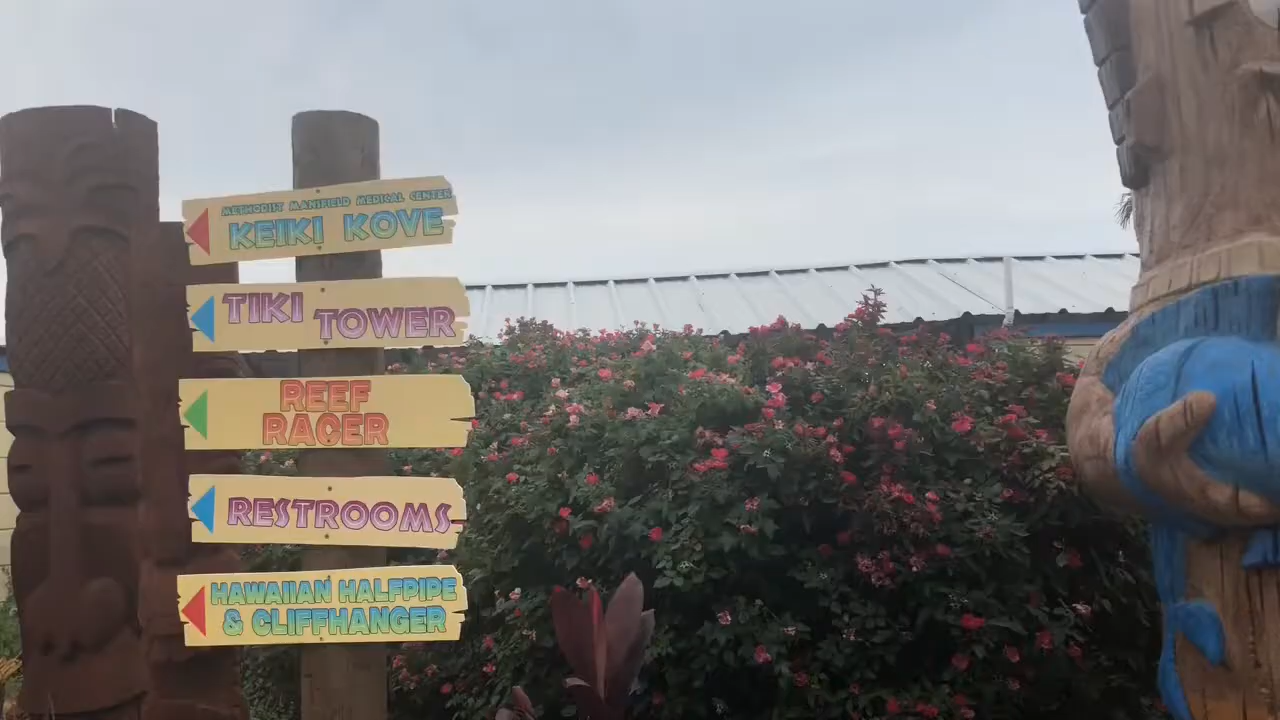 METHODIST MANSFIELD MEDICAL CENTER
KEIKI KOVE
TIKI TOWER
REEF
RACER
RESTROOMS
HAWAIIAN HALFPIPE
& CLIFFHANGER